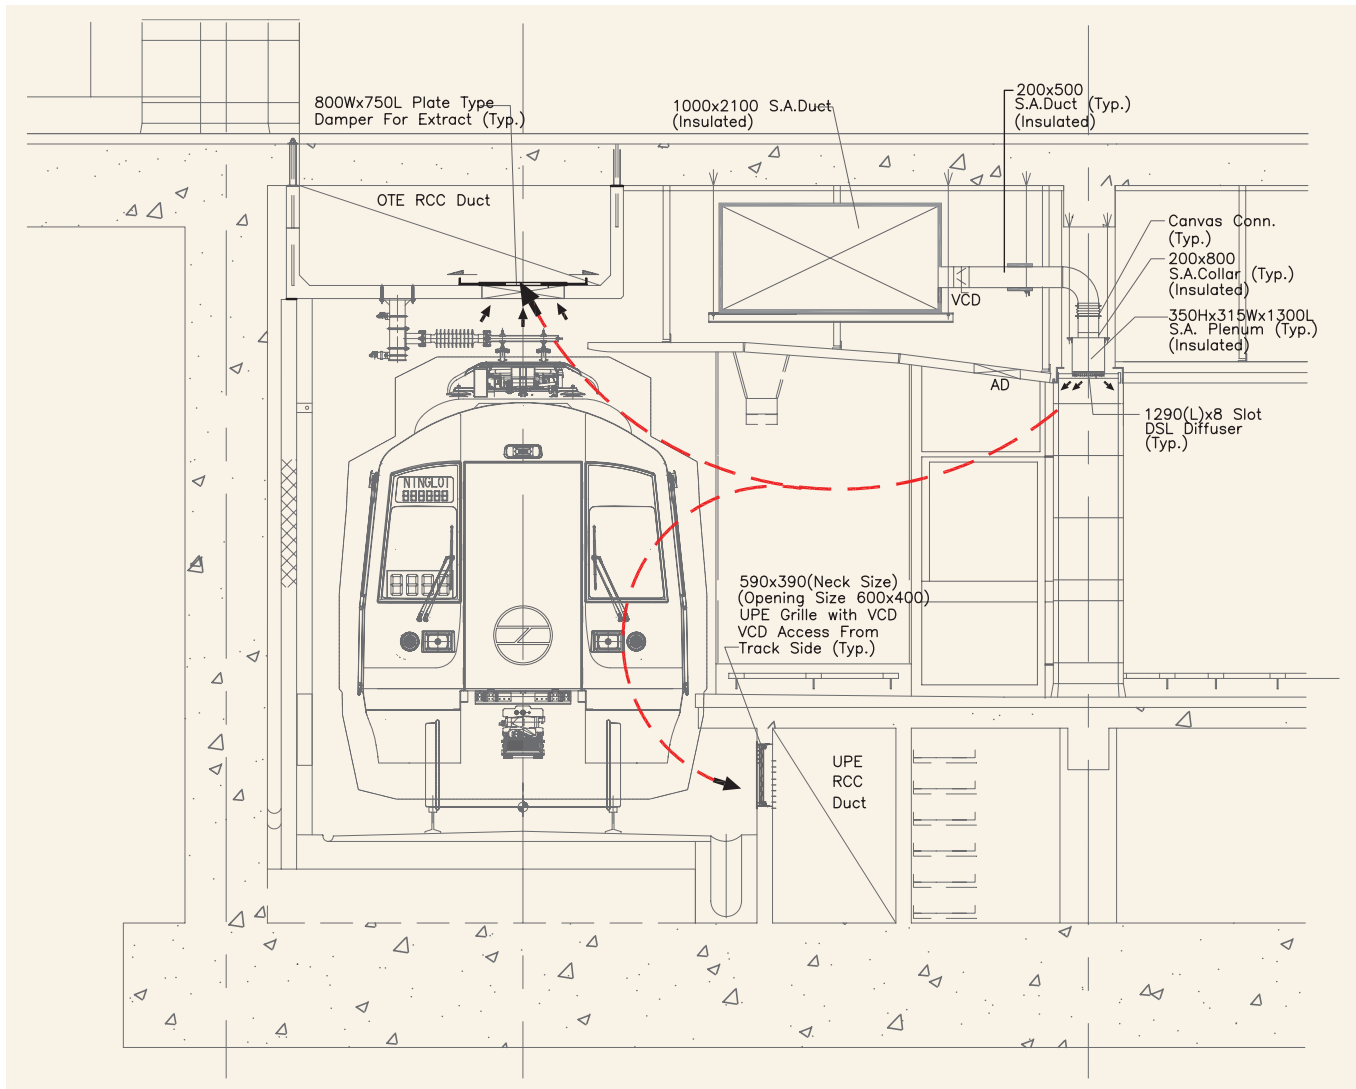 800Wx750L Plate Type
Damper For Extract (Typ.)
1000x2100 S.A.Duct
(Insulated)
200x500
S.A.Duct (Typ.)
(Insulated)
OTE RCC Duct
Canvas Conn.
(Typ.)
200x800
S.A.Collar (Typ.)
(Insulated)
VCD
350Hx315Wx1300L
S.A. Plenum (Typ.)
(Insulated)
AD
1290(L)x8 Slot
DSL Diffuser
(Typ.)
NINGLOT
590x390(Neck Size)
(Opening Size 600x400)
UPE Grille with VCD
VCD Access From
Track Side (Typ.)
UPE
RCC
Duct